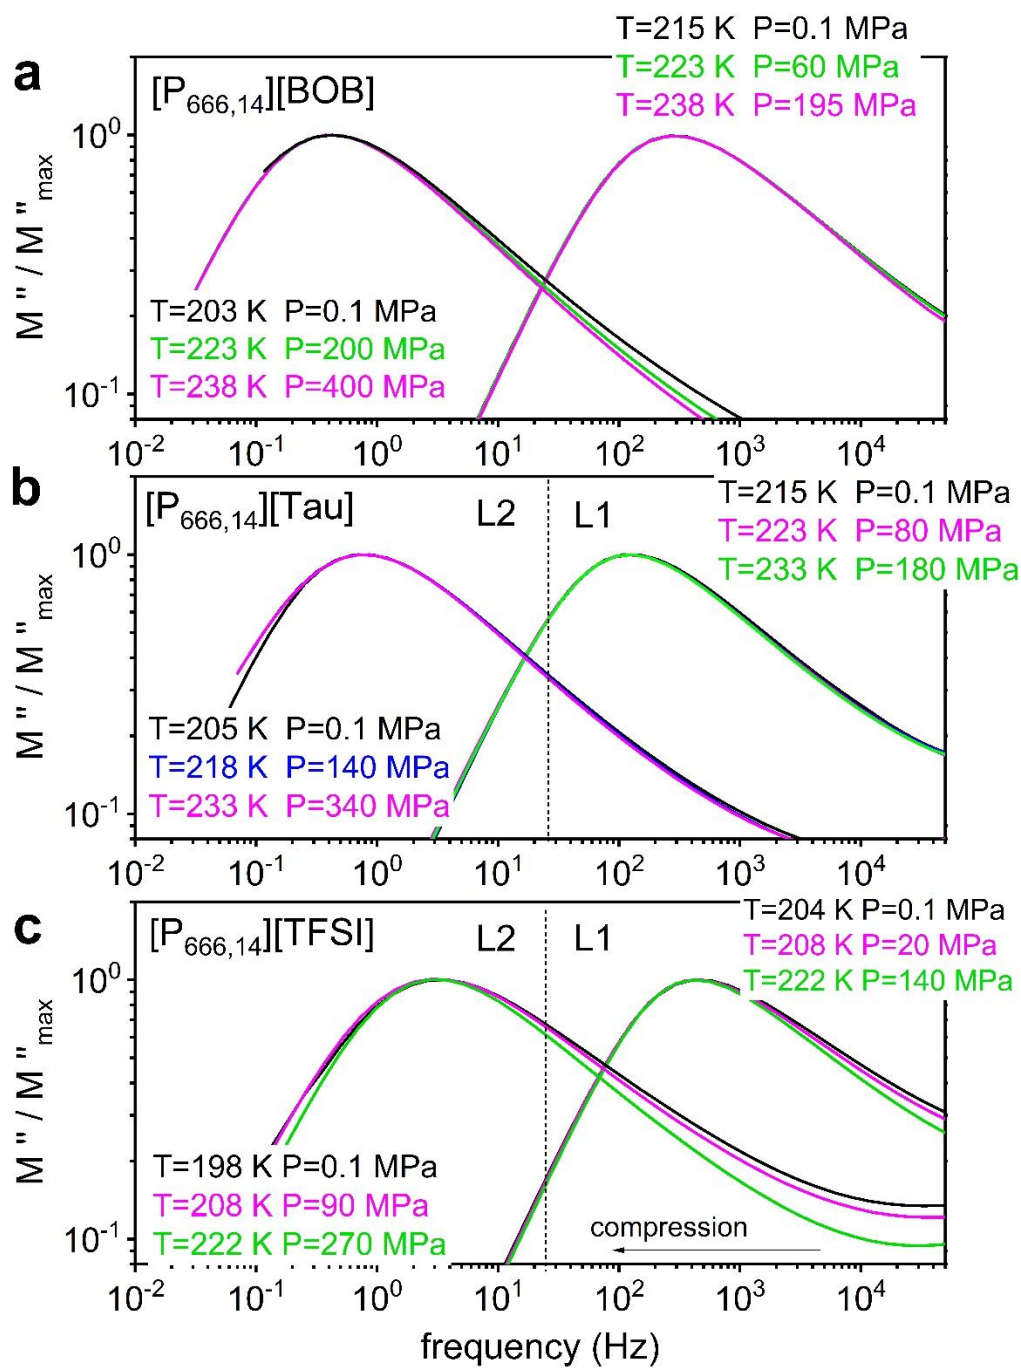 a
[P666,14][BOB]
T=215 K P=0.1 MPa
T=223 K P=60 MPa
T=238 K P=195 MPa
M " / M "max
10^0
10^-1
T=203 K P=0.1 MPa
T=223 K P=200 MPa
T=238 K P=400 MPa
10^-2 10^-1 10^0 10^1 10^2 10^3 10^4
b
[P666,14][Tau]
L2 L1
T=215 K P=0.1 MPa
T=223 K P=80 MPa
T=233 K P=180 MPa
M " / M "max
10^0
10^-1
T=205 K P=0.1 MPa
T=218 K P=140 MPa
T=233 K P=340 MPa
10^-2 10^-1 10^0 10^1 10^2 10^3 10^4
c
[P666,14][TFSI]
L2 L1
T=204 K P=0.1 MPa
T=208 K P=20 MPa
T=222 K P=140 MPa
M " / M "max
10^0
10^-1
T=198 K P=0.1 MPa
T=208 K P=90 MPa
T=222 K P=270 MPa
compression
10^-2 10^-1 10^0 10^1 10^2 10^3 10^4
frequency (Hz)